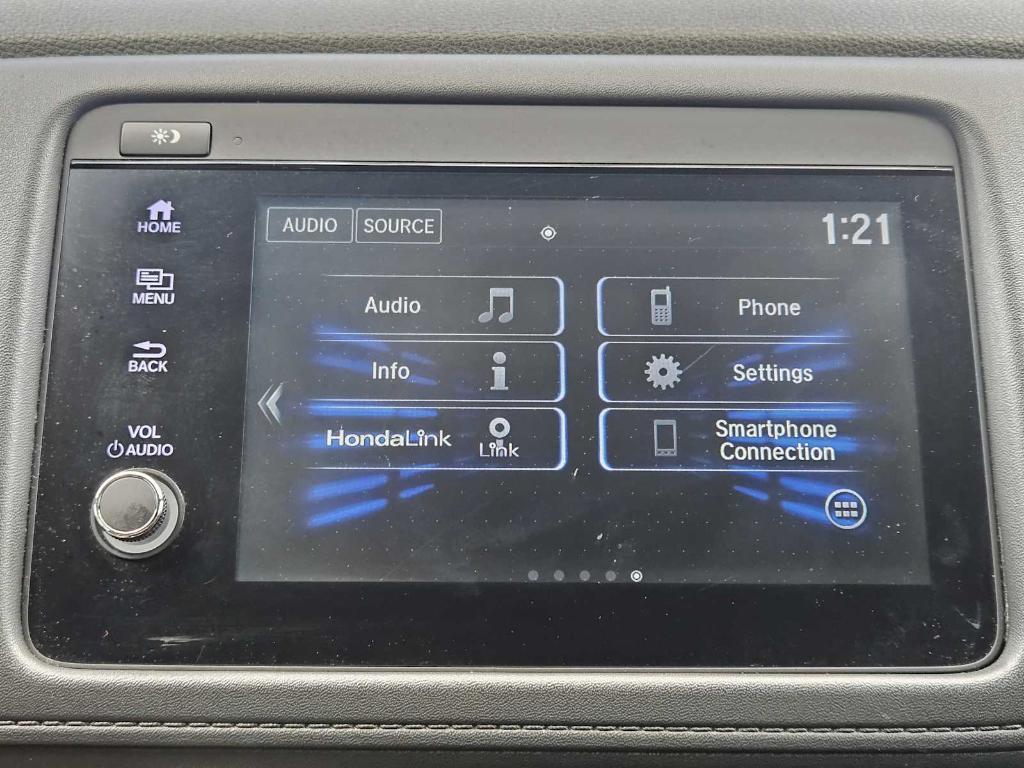 HOME
MENU
BACK
VOL
AUDIO
AUDIO SOURCE
1:21
Audio
Phone
Info
Settings
HondaLink
Link
Smartphone
Connection